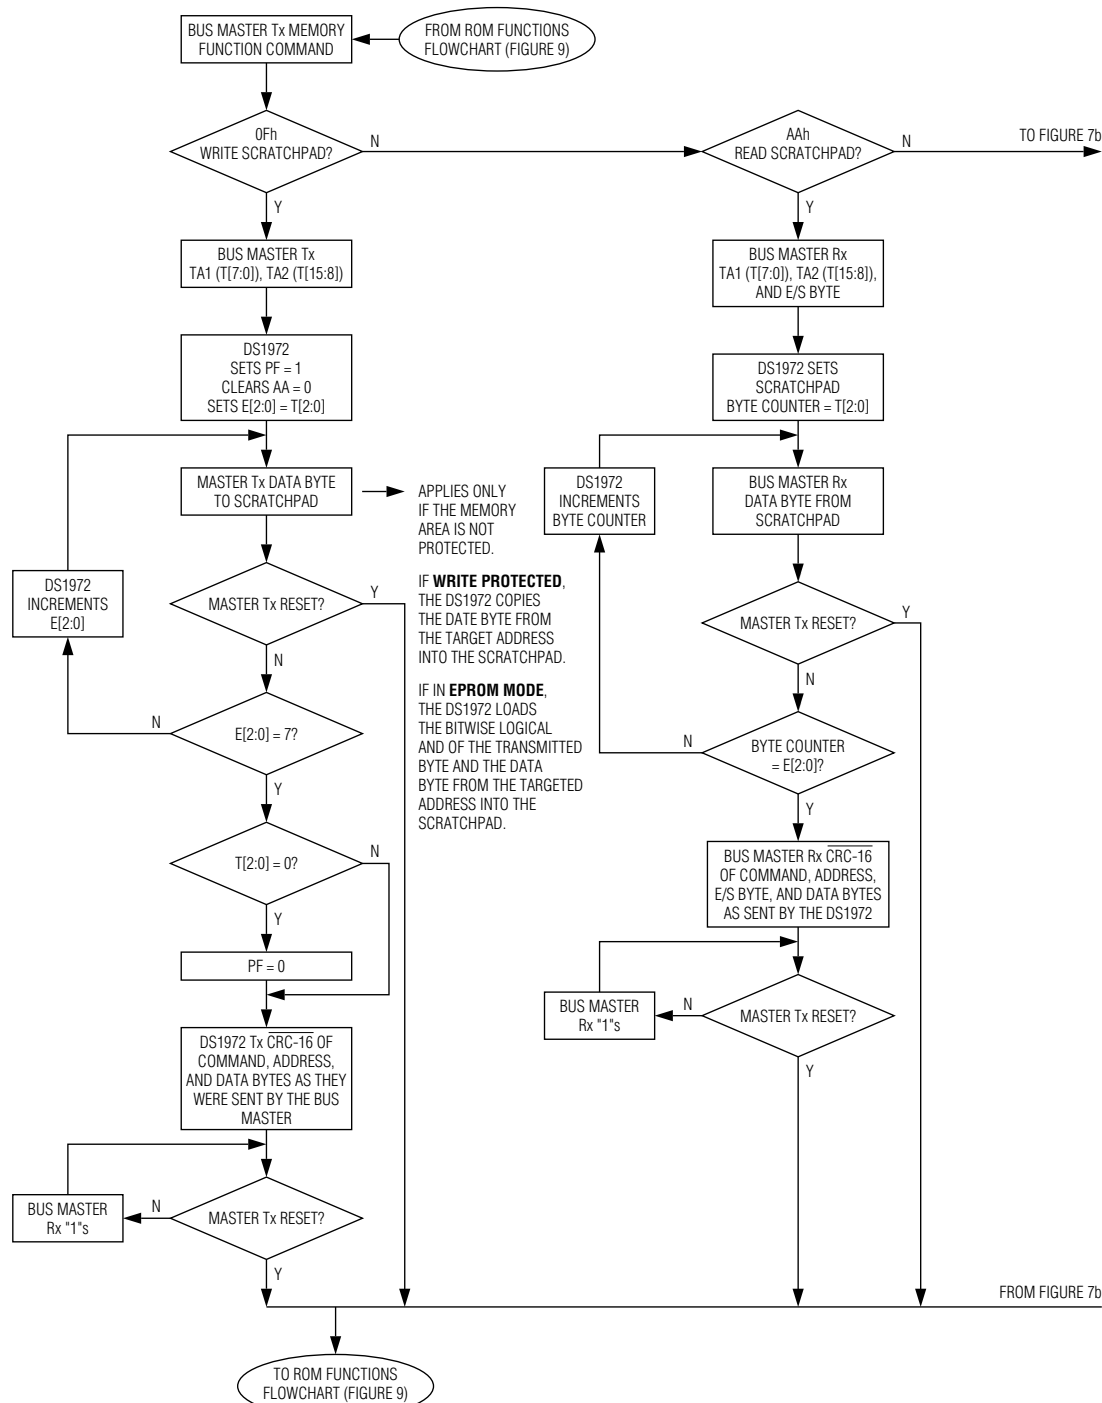 BUS MASTER Tx MEMORY
FUNCTION COMMAND
FROM ROM FUNCTIONS
FLOWCHART (FIGURE 9)
0Fh
WRITE SCRATCHPAD?
N
Y
AAh
READ SCRATCHPAD?
N
Y
TO FIGURE 7b
BUS MASTER Tx
TA1 (T[7:0]), TA2 (T[15:8])
DS1972
SETS PF = 1
CLEARS AA = 0
SETS E[2:0] = T[2:0]
MASTER Tx DATA BYTE
TO SCRATCHPAD
APPLIES ONLY
IF THE MEMORY
AREA IS NOT
PROTECTED.
IF WRITE PROTECTED,
THE DS1972 COPIES
THE DATE BYTE FROM
THE TARGET ADDRESS
INTO THE SCRATCHPAD.
IF IN EPROM MODE,
THE DS1972 LOADS
THE BITWISE LOGICAL
AND OF THE TRANSMITTED
BYTE AND THE DATA
BYTE FROM THE TARGETED
ADDRESS INTO THE
SCRATCHPAD.
DS1972
INCREMENTS
E[2:0]
MASTER Tx RESET?
Y
N
E[2:0] = 7?
N
Y
T[2:0] = 0?
N
Y
PF = 0
DS1972 Tx CRC-16 OF
COMMAND, ADDRESS,
AND DATA BYTES AS THEY
WERE SENT BY THE BUS
MASTER
BUS MASTER
Rx "1"s
N
MASTER Tx RESET?
Y
BUS MASTER Rx
TA1 (T[7:0]), TA2 (T[15:8]),
AND E/S BYTE
DS1972 SETS
SCRATCHPAD
BYTE COUNTER = T[2:0]
DS1972
INCREMENTS
BYTE COUNTER
BUS MASTER Rx
DATA BYTE FROM
SCRATCHPAD
MASTER Tx RESET?
Y
N
BYTE COUNTER
= E[2:0]?
N
Y
BUS MASTER Rx CRC-16
OF COMMAND, ADDRESS,
E/S BYTE, AND DATA BYTES
AS SENT BY THE DS1972
BUS MASTER
Rx "1"s
N
MASTER Tx RESET?
Y
FROM FIGURE 7b
TO ROM FUNCTIONS
FLOWCHART (FIGURE 9)